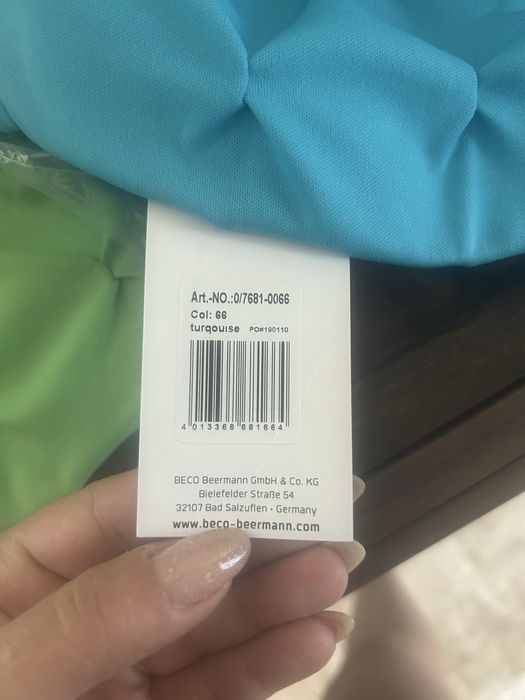 Art.-NO.:0/7681-0066
Col: 66
turqouise PO#190110
4 013368 681664
BECO Beermann GmbH & Co. KG
Bielefelder Straße 54
32107 Bad Salzuflen · Germany
www.beco-beermann.com